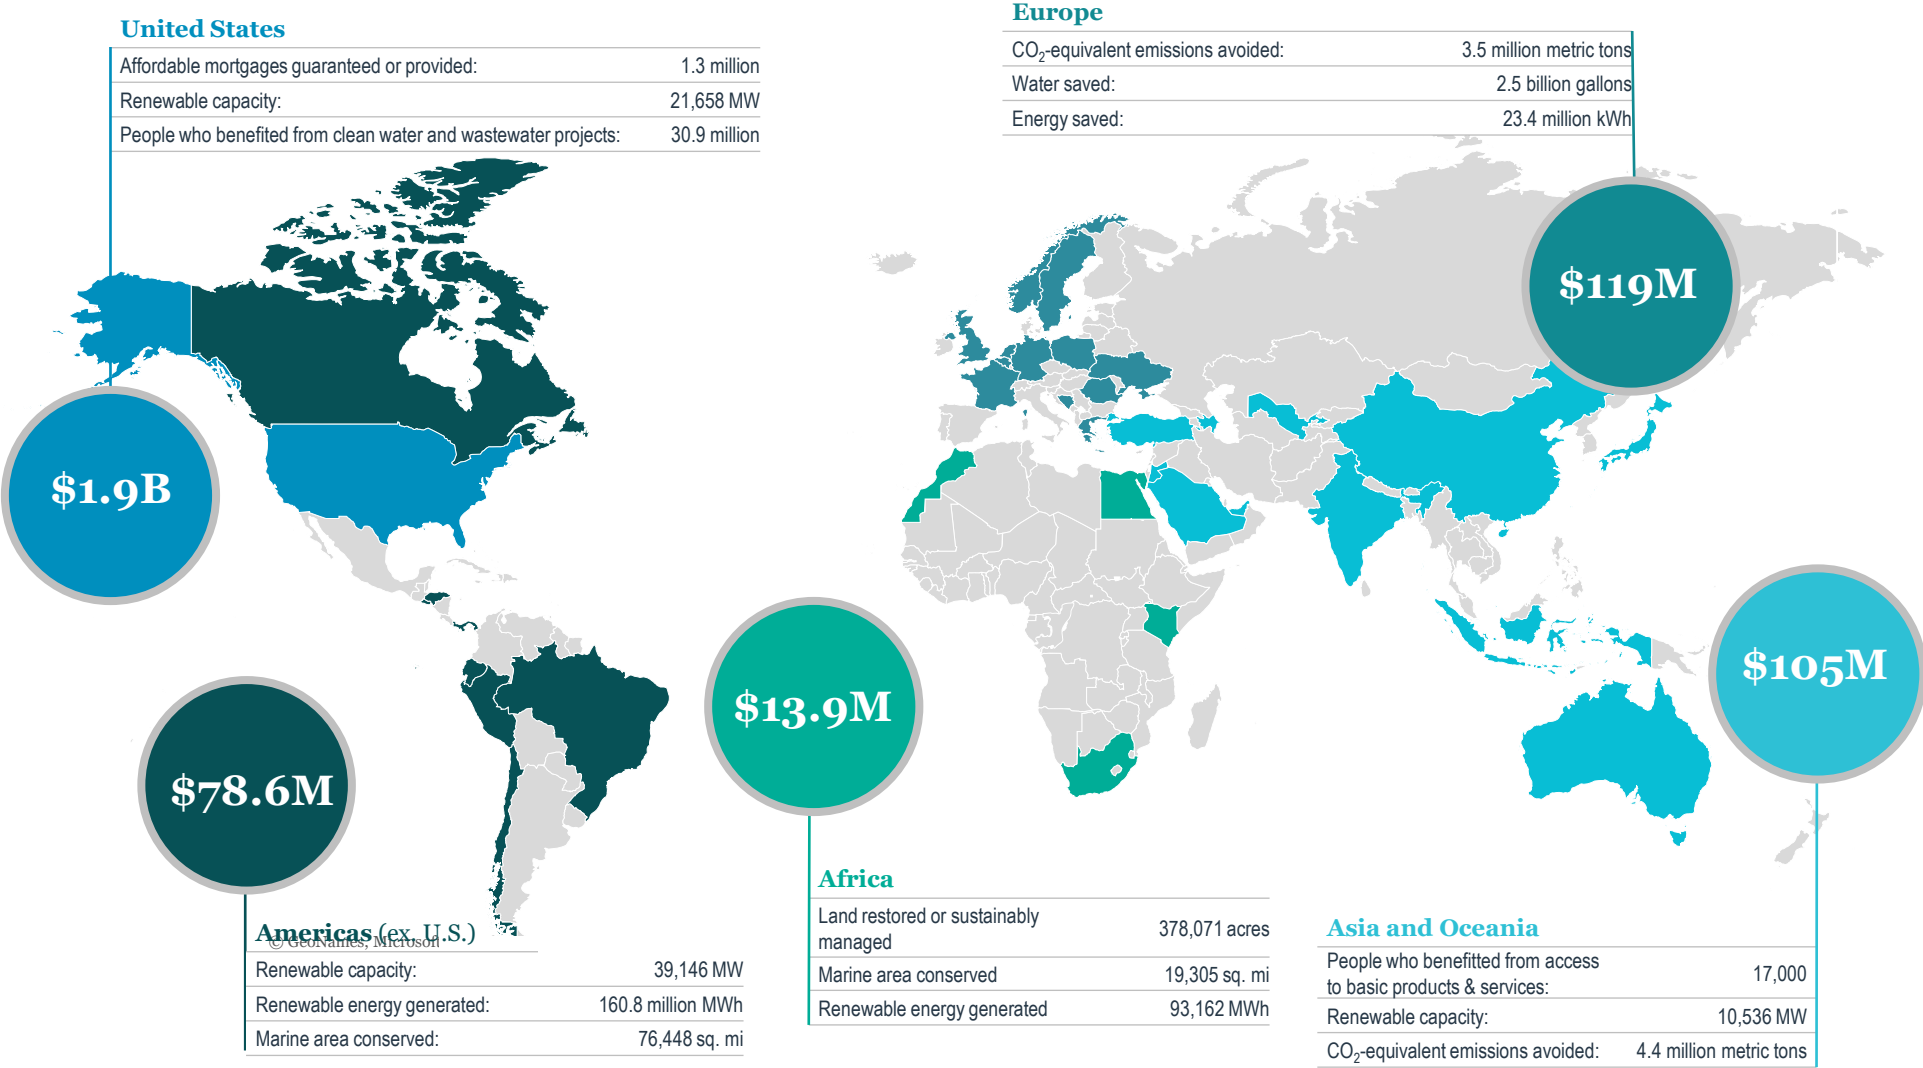 United States
Affordable mortgages guaranteed or provided: 1.3 million
Renewable capacity: 21,658 MW
People who benefited from clean water and wastewater projects: 30.9 million
Europe
CO₂-equivalent emissions avoided: 3.5 million metric tons
Water saved: 2.5 billion gallons
Energy saved: 23.4 million kWh
$119M
$1.9B
$105M
$13.9M
$78.6M
Americas (ex. U.S.)
© GeoNames, Microsoft
Renewable capacity: 39,146 MW
Renewable energy generated: 160.8 million MWh
Marine area conserved: 76,448 sq. mi
Africa
Land restored or sustainably
managed 378,071 acres
Marine area conserved 19,305 sq. mi
Renewable energy generated 93,162 MWh
Asia and Oceania
People who benefitted from access
to basic products & services: 17,000
Renewable capacity: 10,536 MW
CO₂-equivalent emissions avoided: 4.4 million metric tons